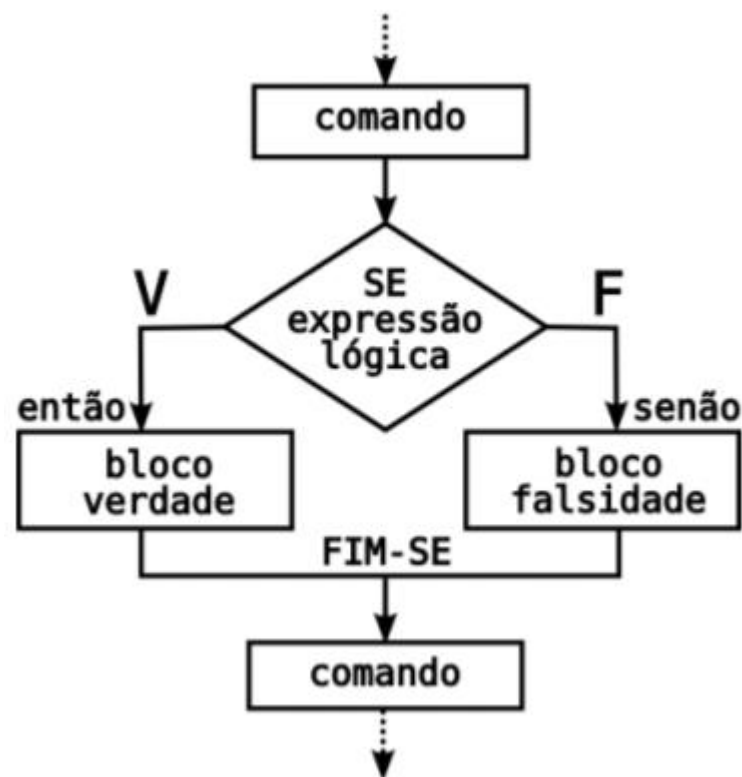 comando
SE
expressão
lógica
V
F
então
senão
bloco
verdade
bloco
falsidade
FIM-SE
comando